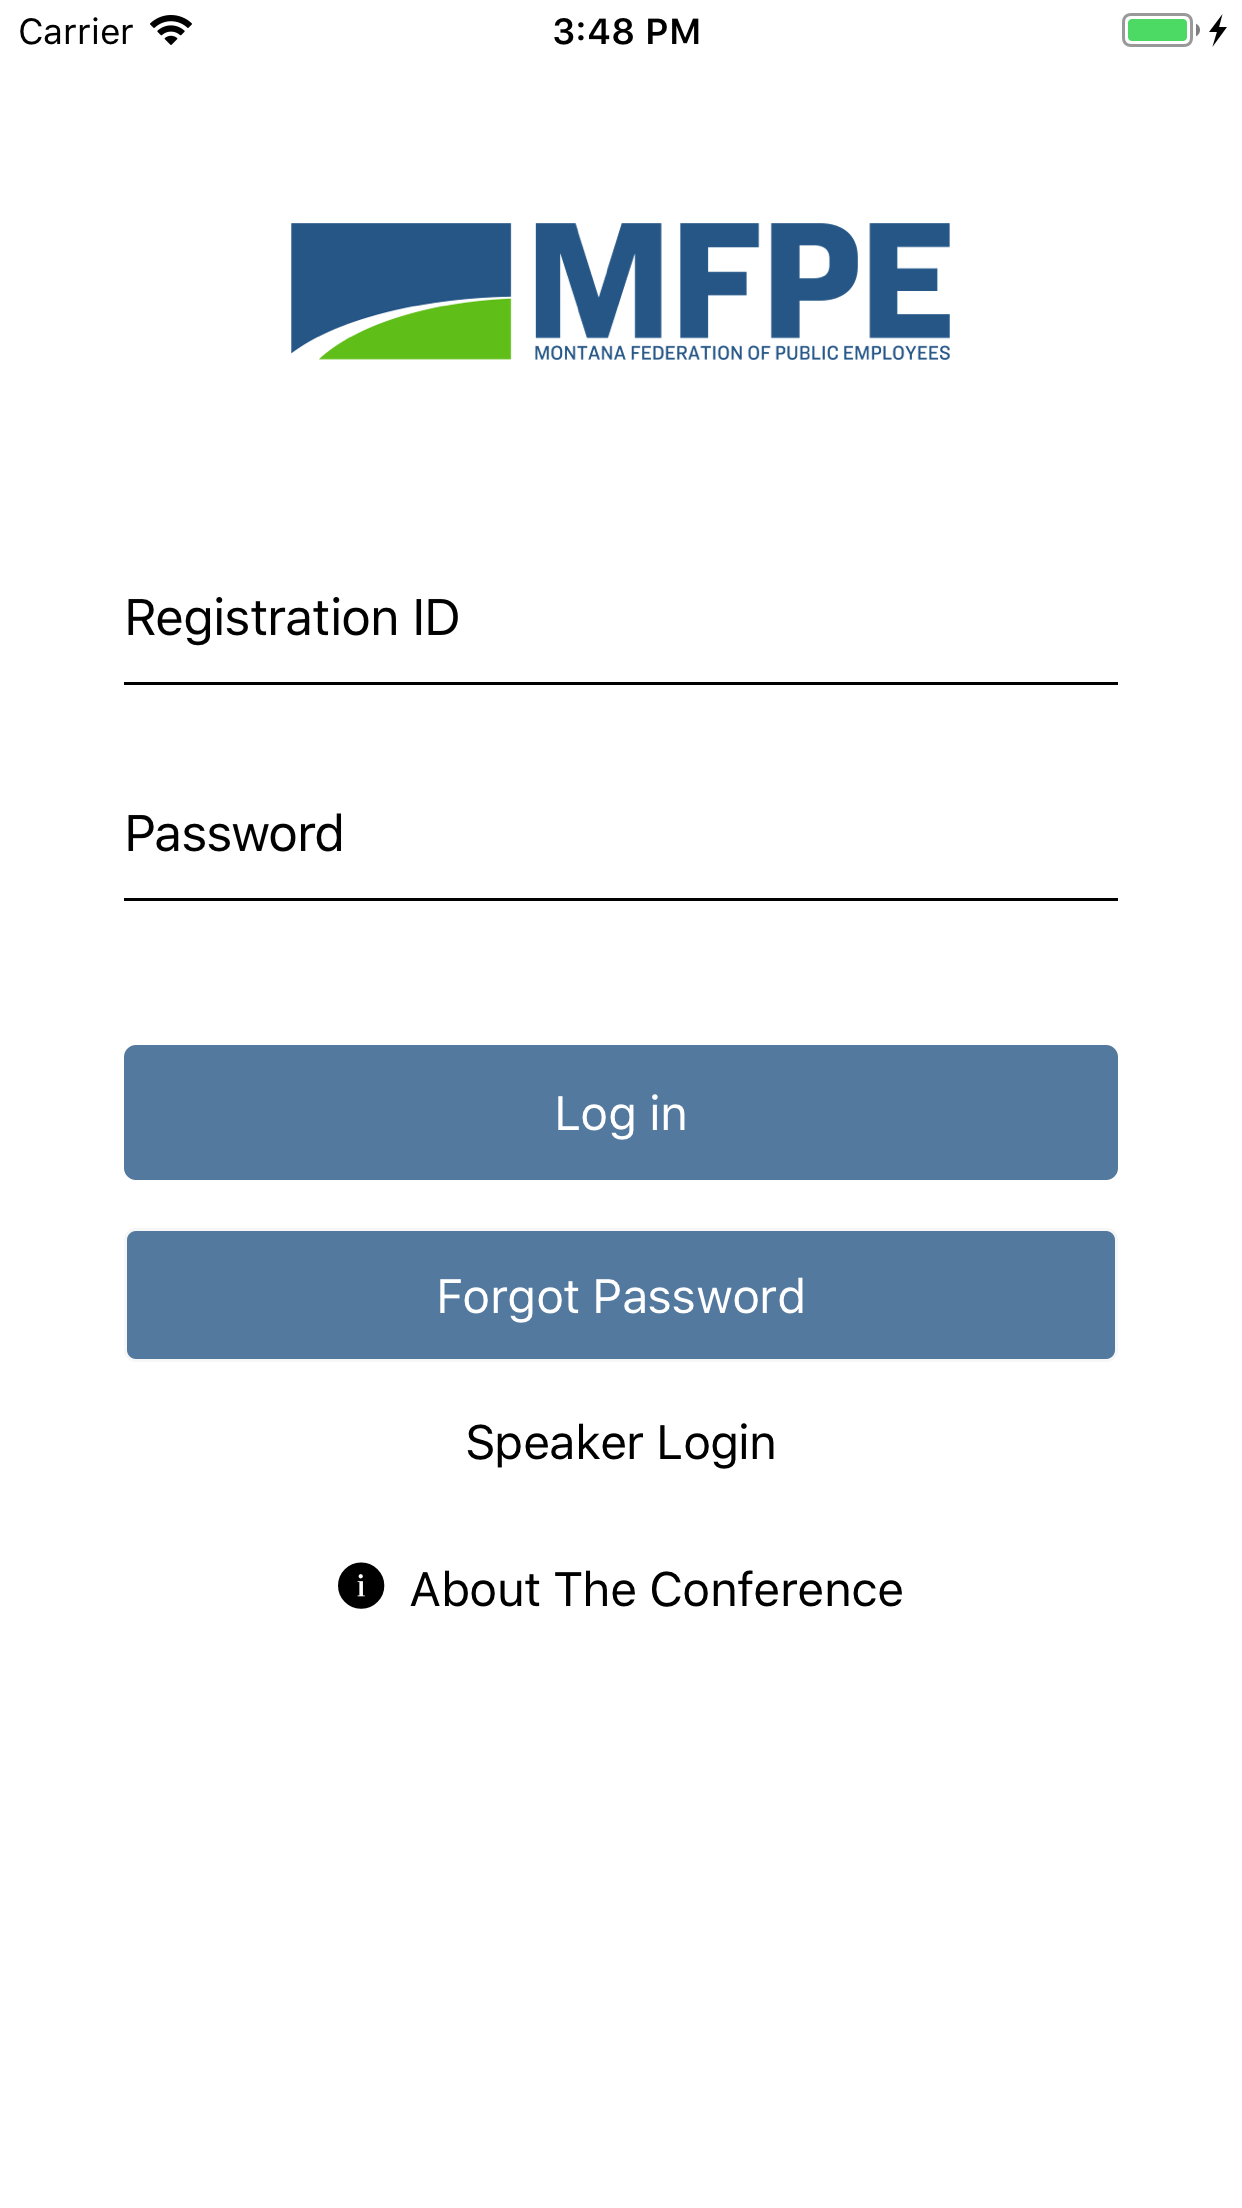 Carrier 3:48 PM
MFPE
MONTANA FEDERATION OF PUBLIC EMPLOYEES
Registration ID
Password
Log in
Forgot Password
Speaker Login
i About The Conference